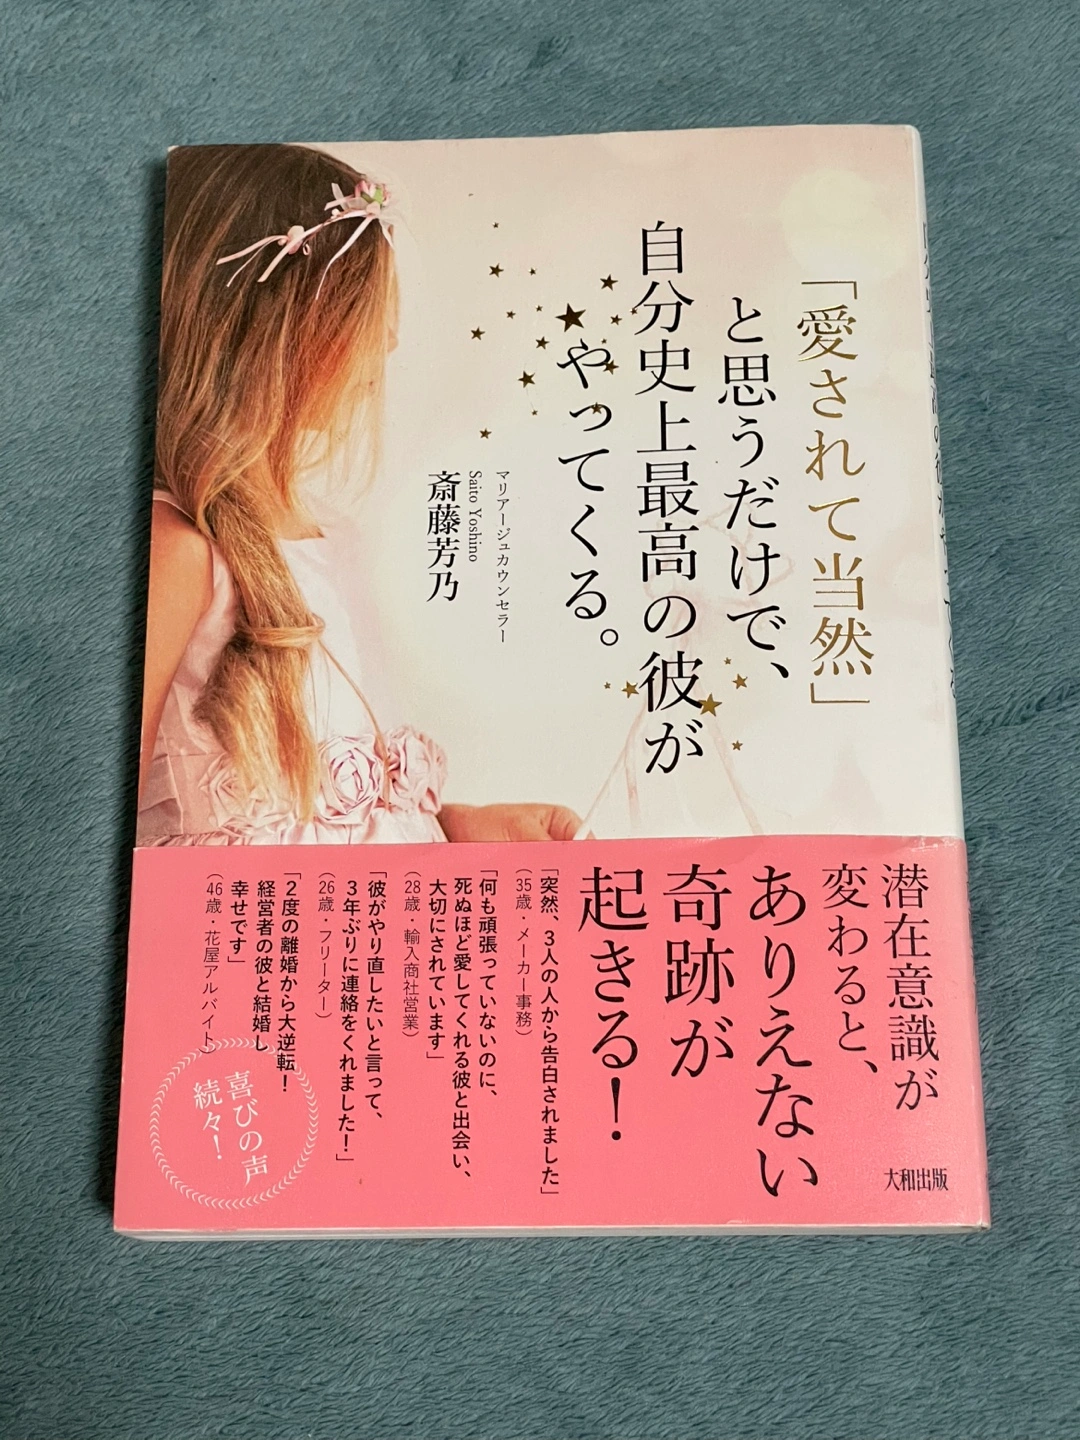 「愛されて当然」
と思うだけで、
自分史上最高の彼が
やってくる。
マリアージュカウンセラー
Saito Yoshino
斎藤芳乃
潜在意識が
変わると、
ありえない
奇跡が
起きる!
「突然、3人の人から告白されました」
(35歳・メーカー事務)
「何も頑張っていないのに、
死ぬほど愛してくれる彼と出会い、
大切にされています」
(28歳・輸入商社営業)
「彼がやり直したいと言って、
3年ぶりに連絡をくれました!」
(26歳・フリーター)
「2度の離婚から大逆転!
経営者の彼と結婚し
幸せです」
(46歳・花屋アルバイト)
喜びの声
続々!
大和出版